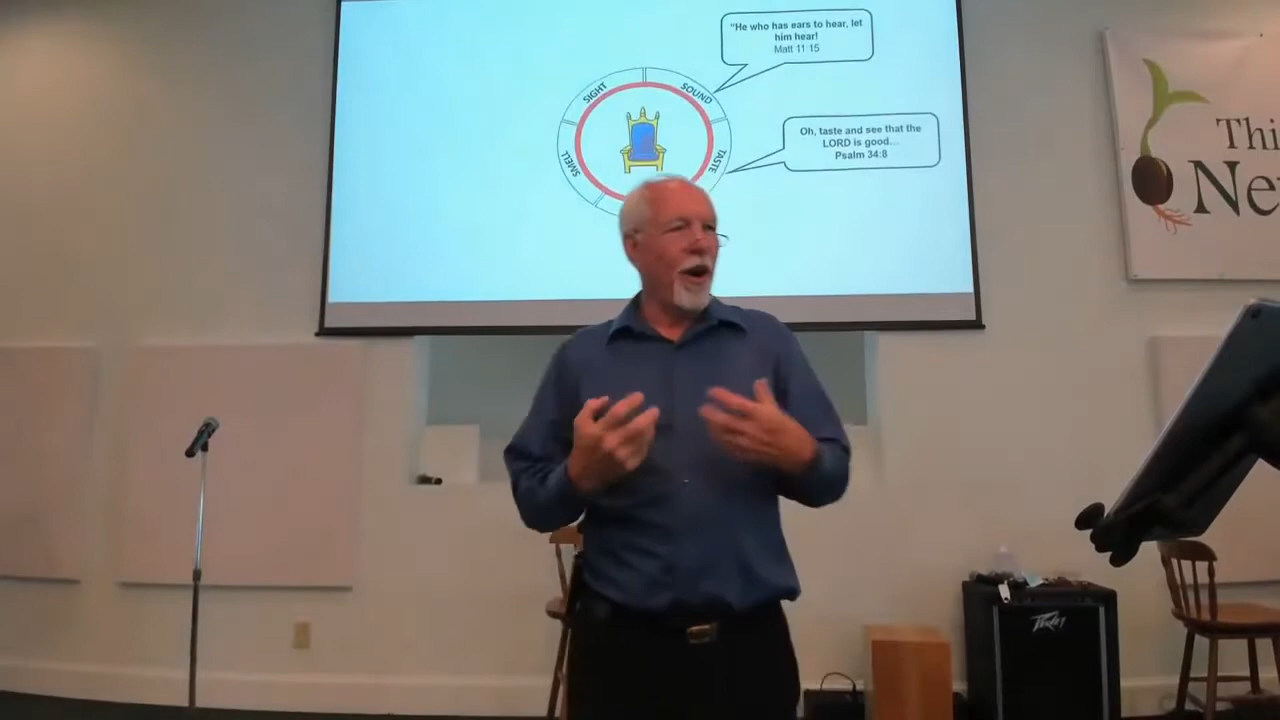 "He who has ears to hear, let
him hear!
Matt 11:15
SIGHT
SOUND
Oh, taste and see that the
LORD is good...
Psalm 34:8
SMELL
TASTE
Thi
Ne
PEAVEY